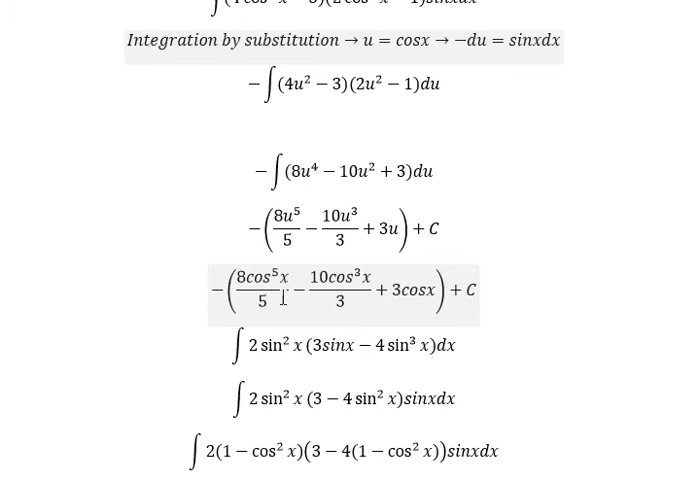 Integration by substitution → u = cosx → −du = sinxdx
−∫(4u² − 3)(2u² − 1)du
−∫(8u⁴ − 10u² + 3)du
−(8u⁵/5 − 10u³/3 + 3u) + C
−(8cos⁵x/5 − 10cos³x/3 + 3cosx) + C
∫2 sin² x (3sinx − 4 sin³ x)dx
∫2 sin² x (3 − 4 sin² x)sinxdx
∫2(1 − cos² x)(3 − 4(1 − cos² x))sinxdx